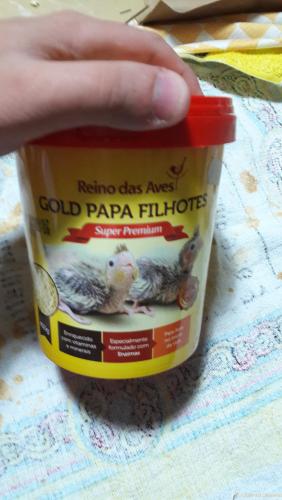 Reino das Aves
GOLD PAPA FILHOTES
Super Premium
Enriquecido
com vitaminas
e minerais
Especialmente
formulado com
Enzimas